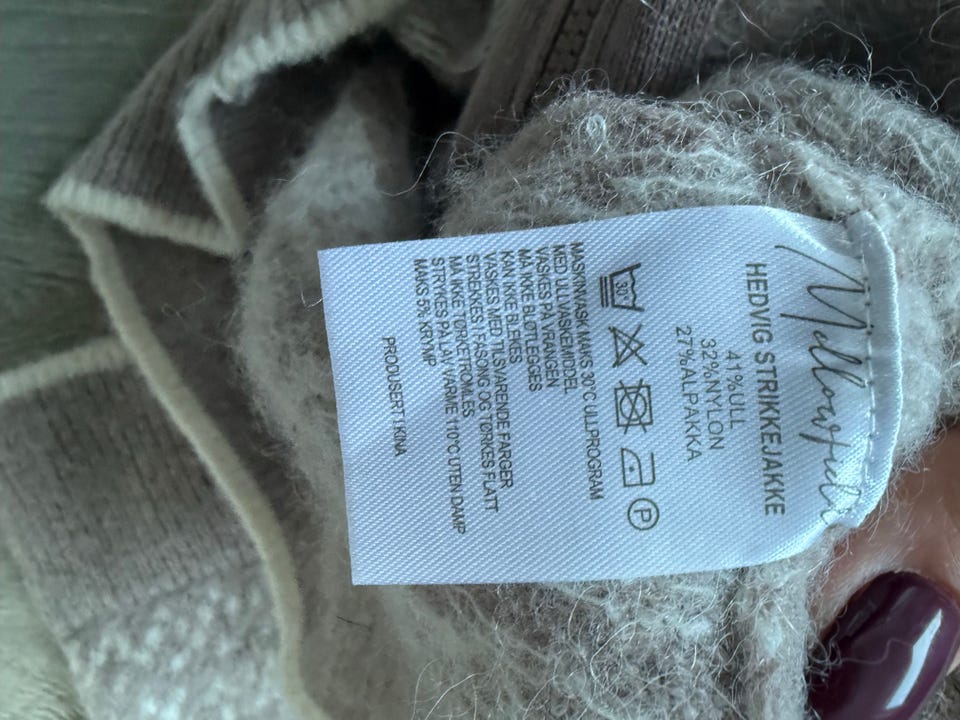 HEDVIG STRIKKEJAKKE
41%ULL
32%NYLON
27%ALPAKKA
30°
P
MASKINVASK MAKS 30°C ULLPROGRAM
MED ULLVASKEMIDDEL
VASKES PÅ VRANGEN
MÅ IKKE BLØTLEGES
KAN IKKE BLEKES
VASKES MED TILSVARENDE FARGER
STREKKES I FASONG OG TØRKES FLATT
MÅ IKKE TØRKETROMLES
STRYKES PÅ LAV VARME 110°C UTEN DAMP
MAKS 5% KRYMP
PRODUSERT I KINA